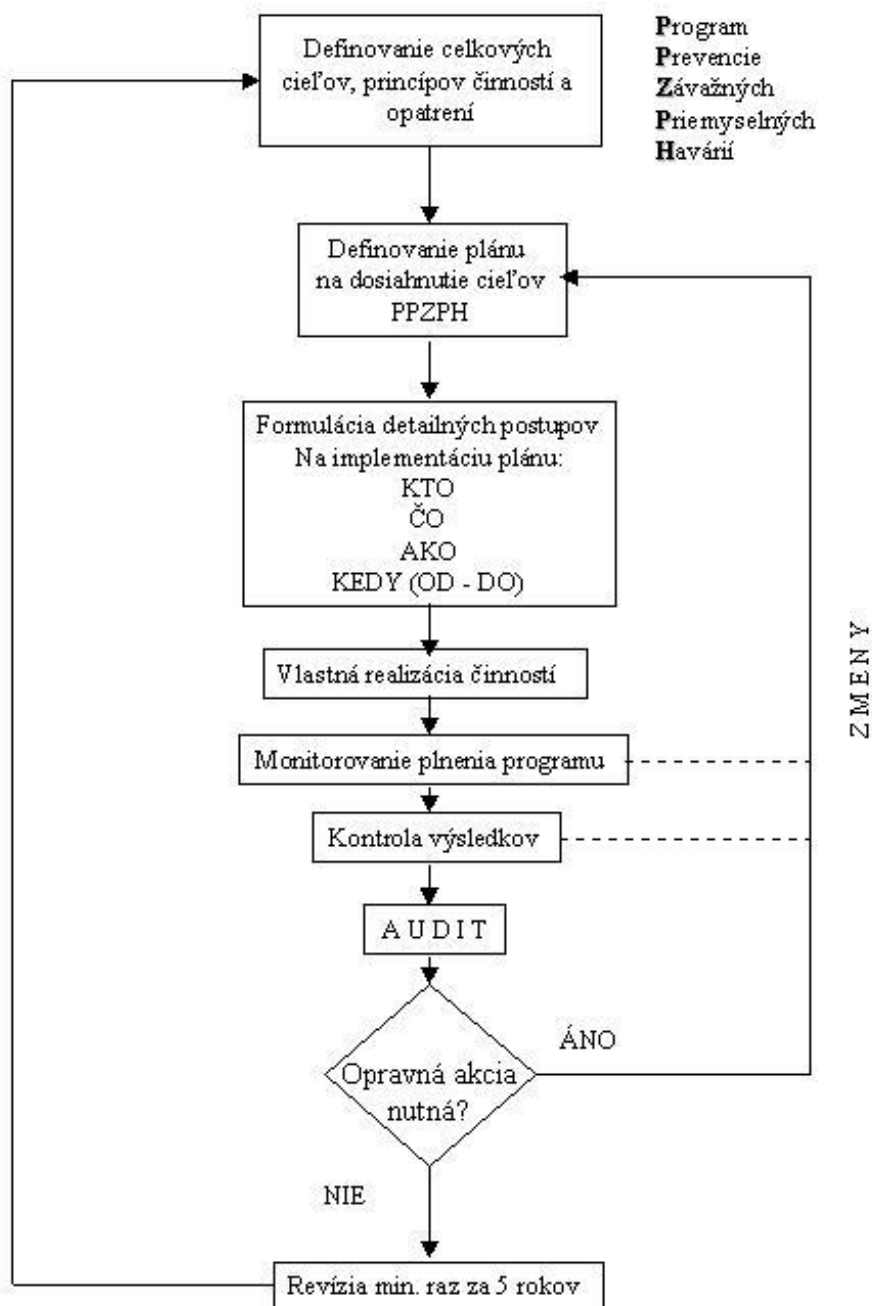 Definovanie celkových
cieľov, princípov činností a
opatrení
Program
Prevencie
Závažných
Priemyselných
Havárií
Definovanie plánu
na dosiahnutie cieľov
PPZPH
Formulácia detailných postupov
Na implementáciu plánu:
KTO
ČO
AKO
KEDY (OD - DO)
Vlastná realizácia činností
ZMENY
Monitorovanie plnenia programu
Kontrola výsledkov
AUDIT
Opravná akcia
nutná?
ÁNO
NIE
Revízia min. raz za 5 rokov